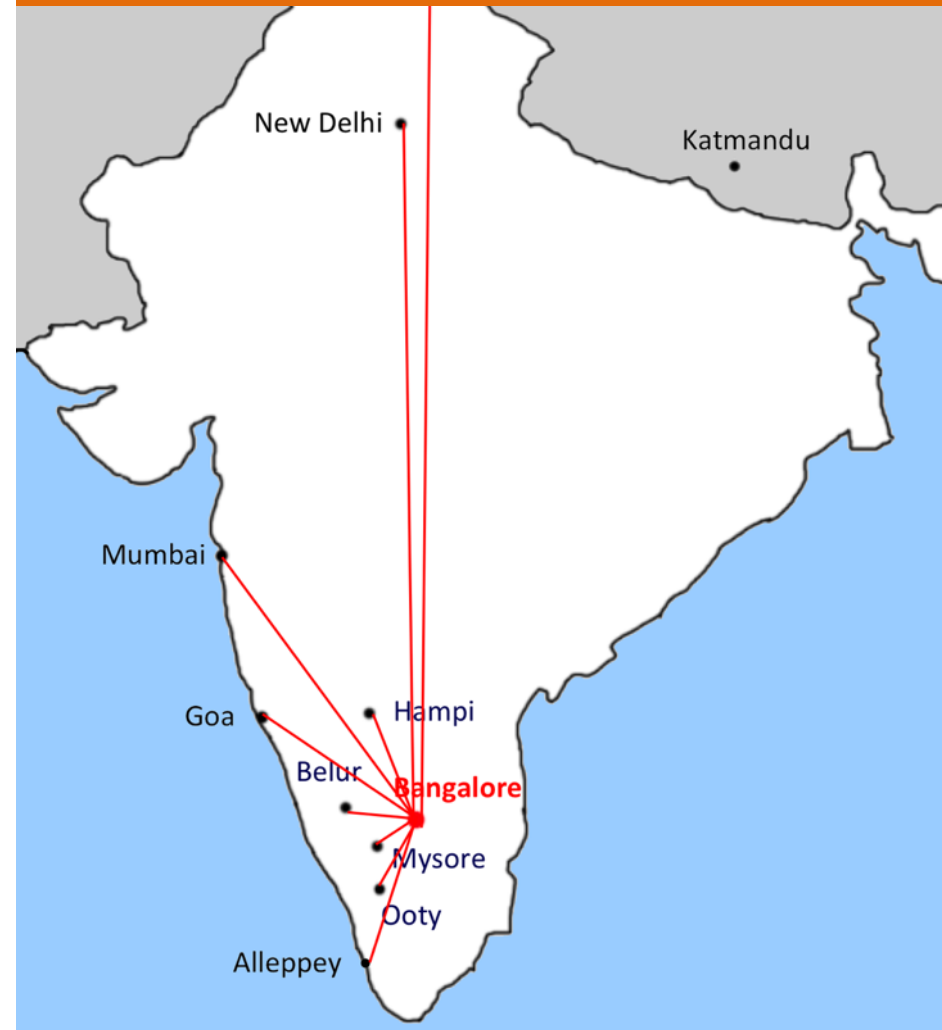 New Delhi
Katmandu
Mumbai
Goa
Hampi
Belur
Bangalore
Mysore
Ooty
Alleppey